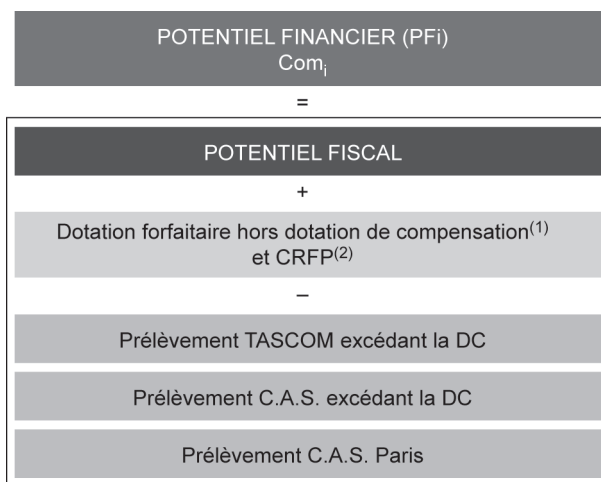 POTENTIEL FINANCIER (PFi)
Com_i
=
POTENTIEL FISCAL
+
Dotation forfaitaire hors dotation de compensation(1)
et CRFP(2)
–
Prélèvement TASCOM excédant la DC
Prélèvement C.A.S. excédant la DC
Prélèvement C.A.S. Paris